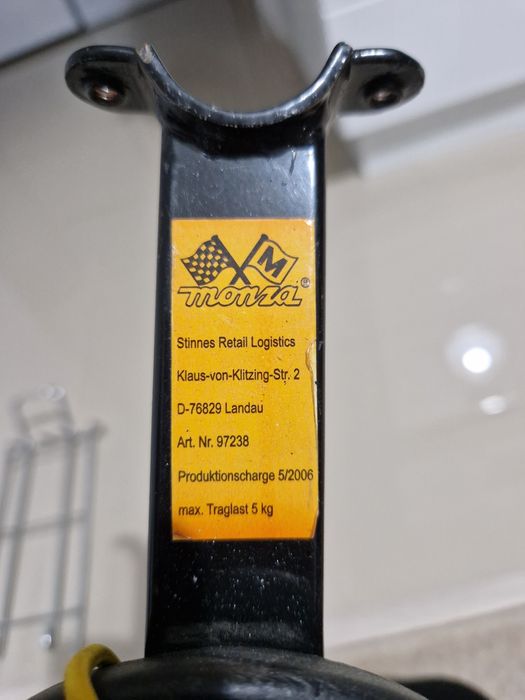 M
monza®
Stinnes Retail Logistics
Klaus-von-Klitzing-Str. 2
D-76829 Landau
Art. Nr. 97238
Produktionscharge 5/2006
max. Traglast 5 kg